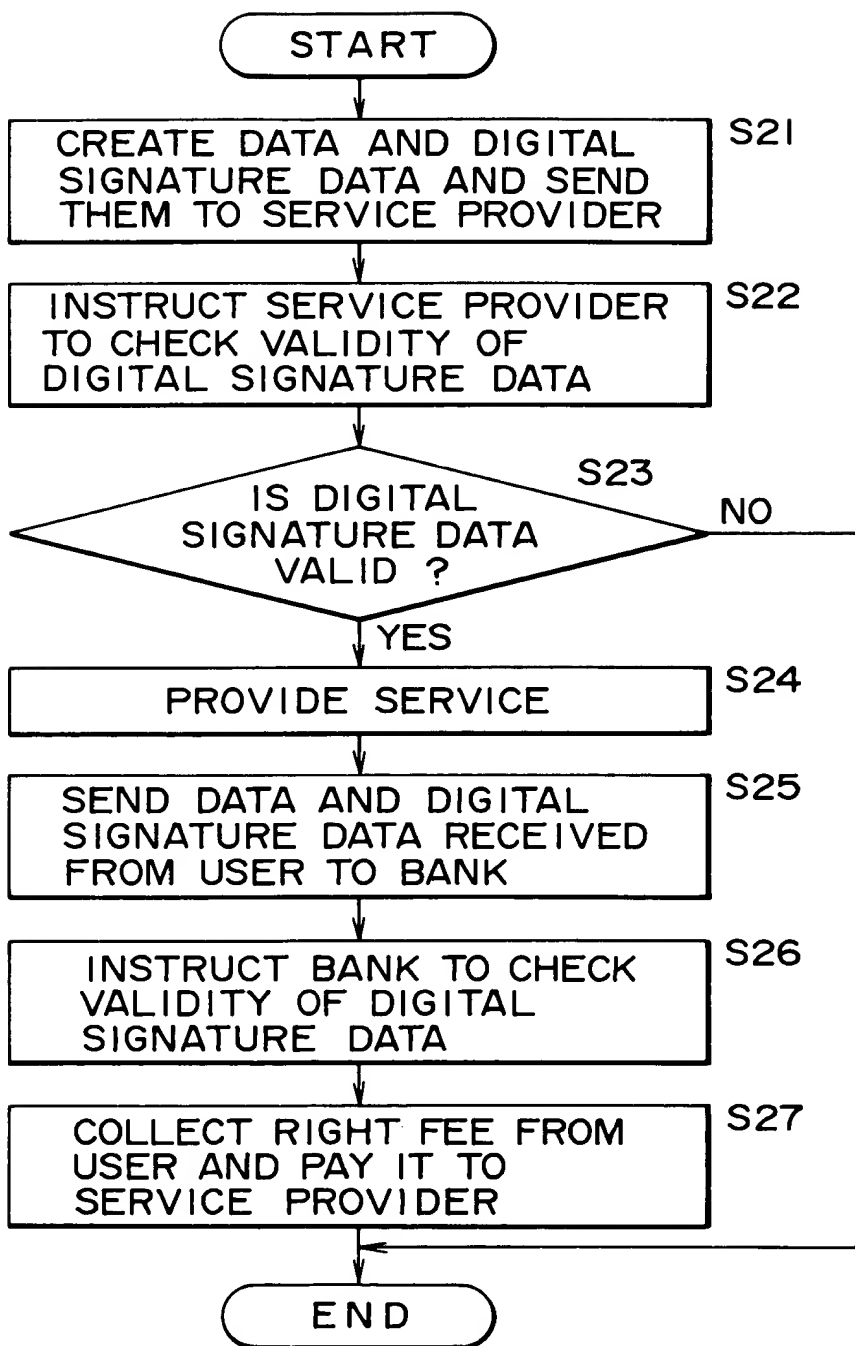 START
CREATE DATA AND DIGITAL
SIGNATURE DATA AND SEND
THEM TO SERVICE PROVIDER
S21
INSTRUCT SERVICE PROVIDER
TO CHECK VALIDITY OF
DIGITAL SIGNATURE DATA
S22
IS DIGITAL
SIGNATURE DATA
VALID ?
S23
NO
YES
PROVIDE SERVICE
S24
SEND DATA AND DIGITAL
SIGNATURE DATA RECEIVED
FROM USER TO BANK
S25
INSTRUCT BANK TO CHECK
VALIDITY OF DIGITAL
SIGNATURE DATA
S26
COLLECT RIGHT FEE FROM
USER AND PAY IT TO
SERVICE PROVIDER
S27
END